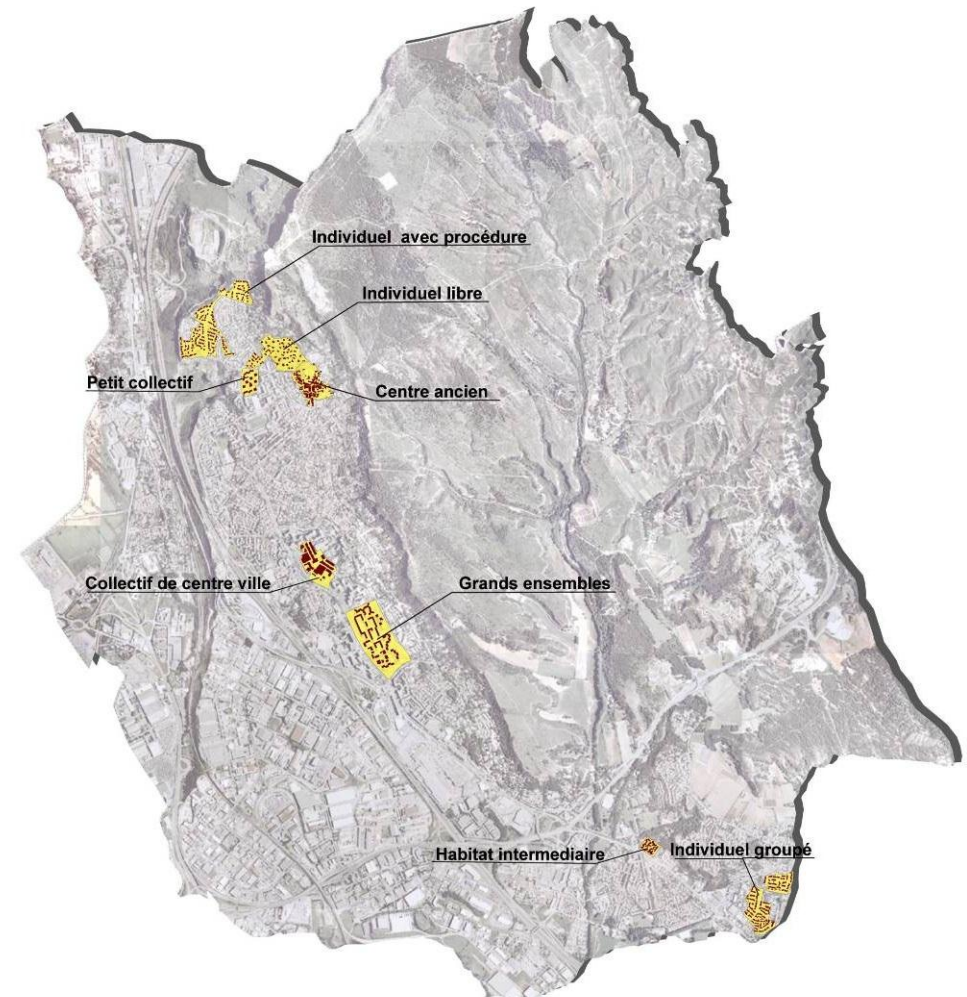 Individuel avec procédure
Individuel libre
Petit collectif
Centre ancien
Collectif de centre ville
Grands ensembles
Habitat intermediaire
Individuel groupé